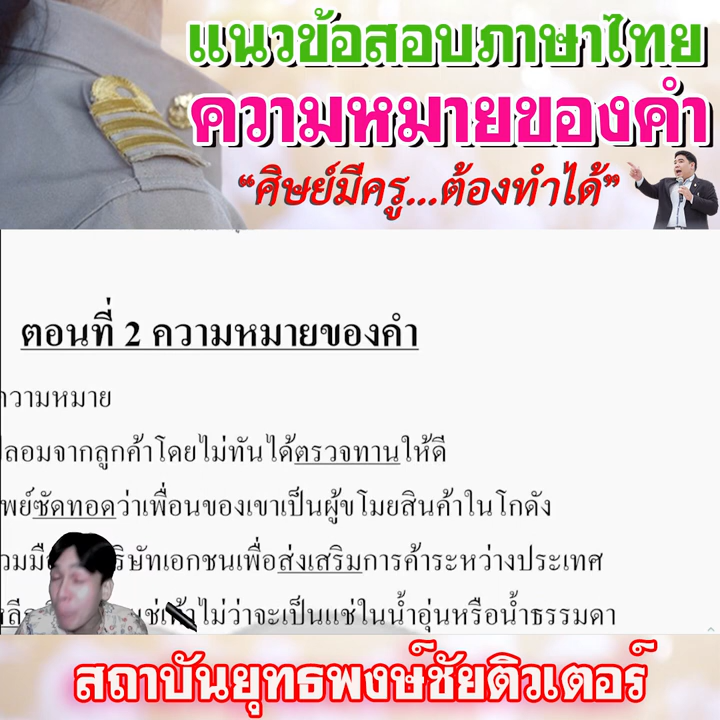 แนวข้อสอบภาษาไทย
ความหมายของคำ
“ศิษย์มีครู...ต้องทำได้”
ตอนที่ 2 ความหมายของคำ
ความหมาย
ปลอมจากลูกค้าโดยไม่ทันได้ตรวจทานให้ดี
พย์ซัดทอดว่าเพื่อนของเขาเป็นผู้ขโมยสินค้าในโกดัง
วมมือ ริษัทเอกชนเพื่อส่งเสริมการค้าระหว่างประเทศ
แช่เท้าไม่ว่าจะเป็นแช่ในน้ำอุ่นหรือน้ำธรรมดา
สถาบันยุทธพงษ์ชัยติวเตอร์